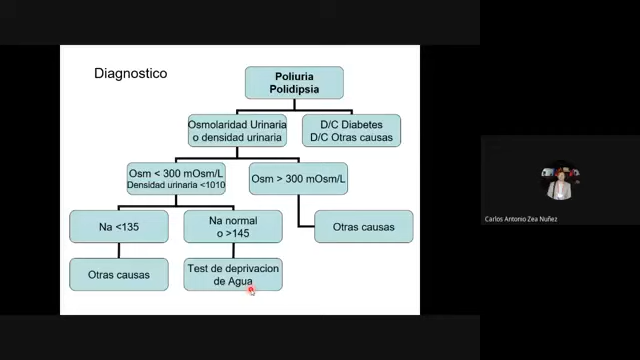 Diagnostico
Poliuria
Polidipsia
Osmolaridad Urinaria
o densidad urinaria
D/C Diabetes
D/C Otras causas
Osm < 300 mOsm/L
Densidad urinaria <1010
Osm > 300 mOsm/L
Na <135
Na normal
o >145
Otras causas
Otras causas
Test de deprivacion
de Agua
Carlos Antonio Zea Nuñez